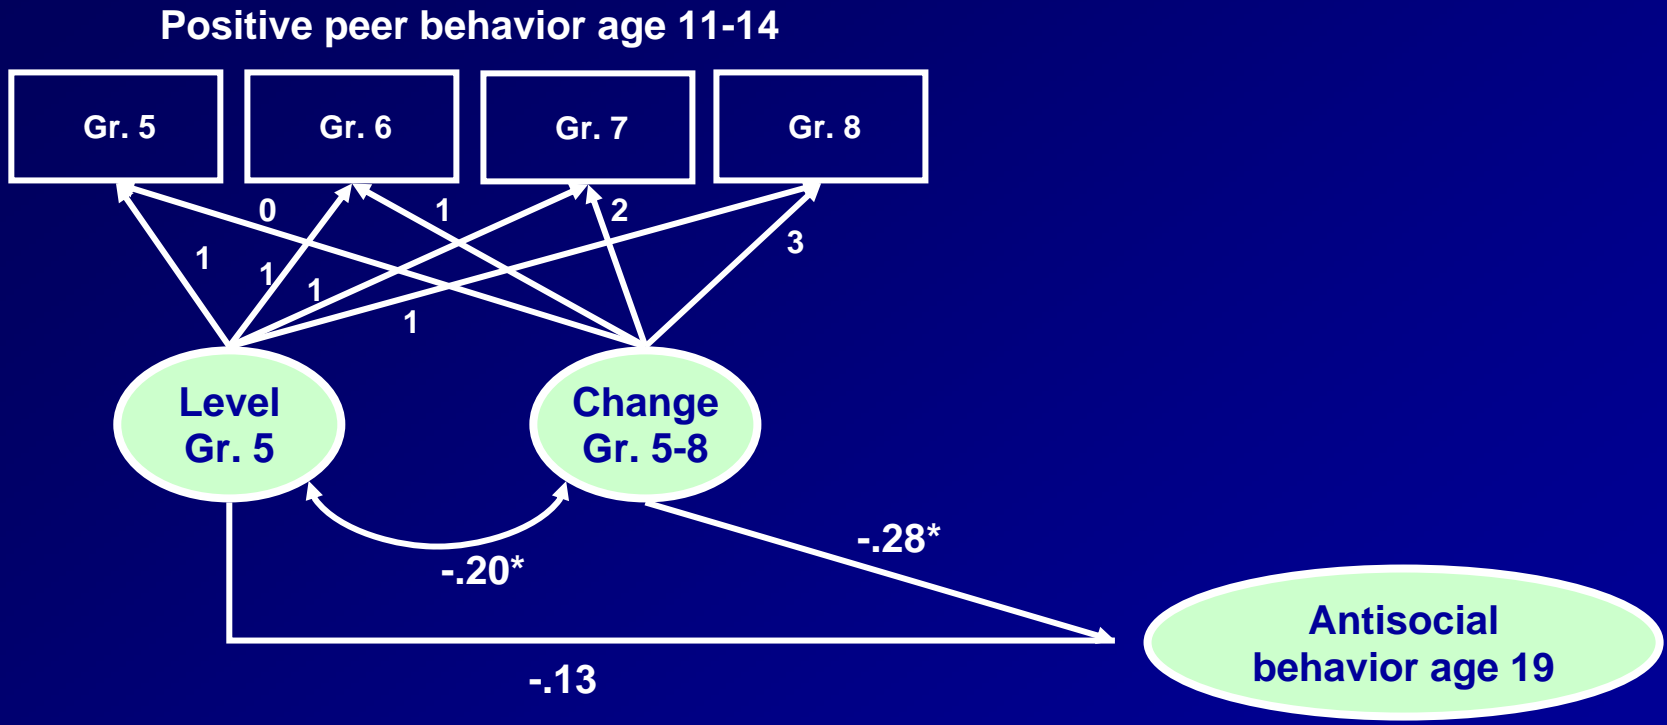 Positive peer behavior age 11-14
Gr. 5
Gr. 6
Gr. 7
Gr. 8
0
1
2
3
1
1
1
1
Level
Gr. 5
Change
Gr. 5-8
-.20*
-.28*
-.13
Antisocial
behavior age 19